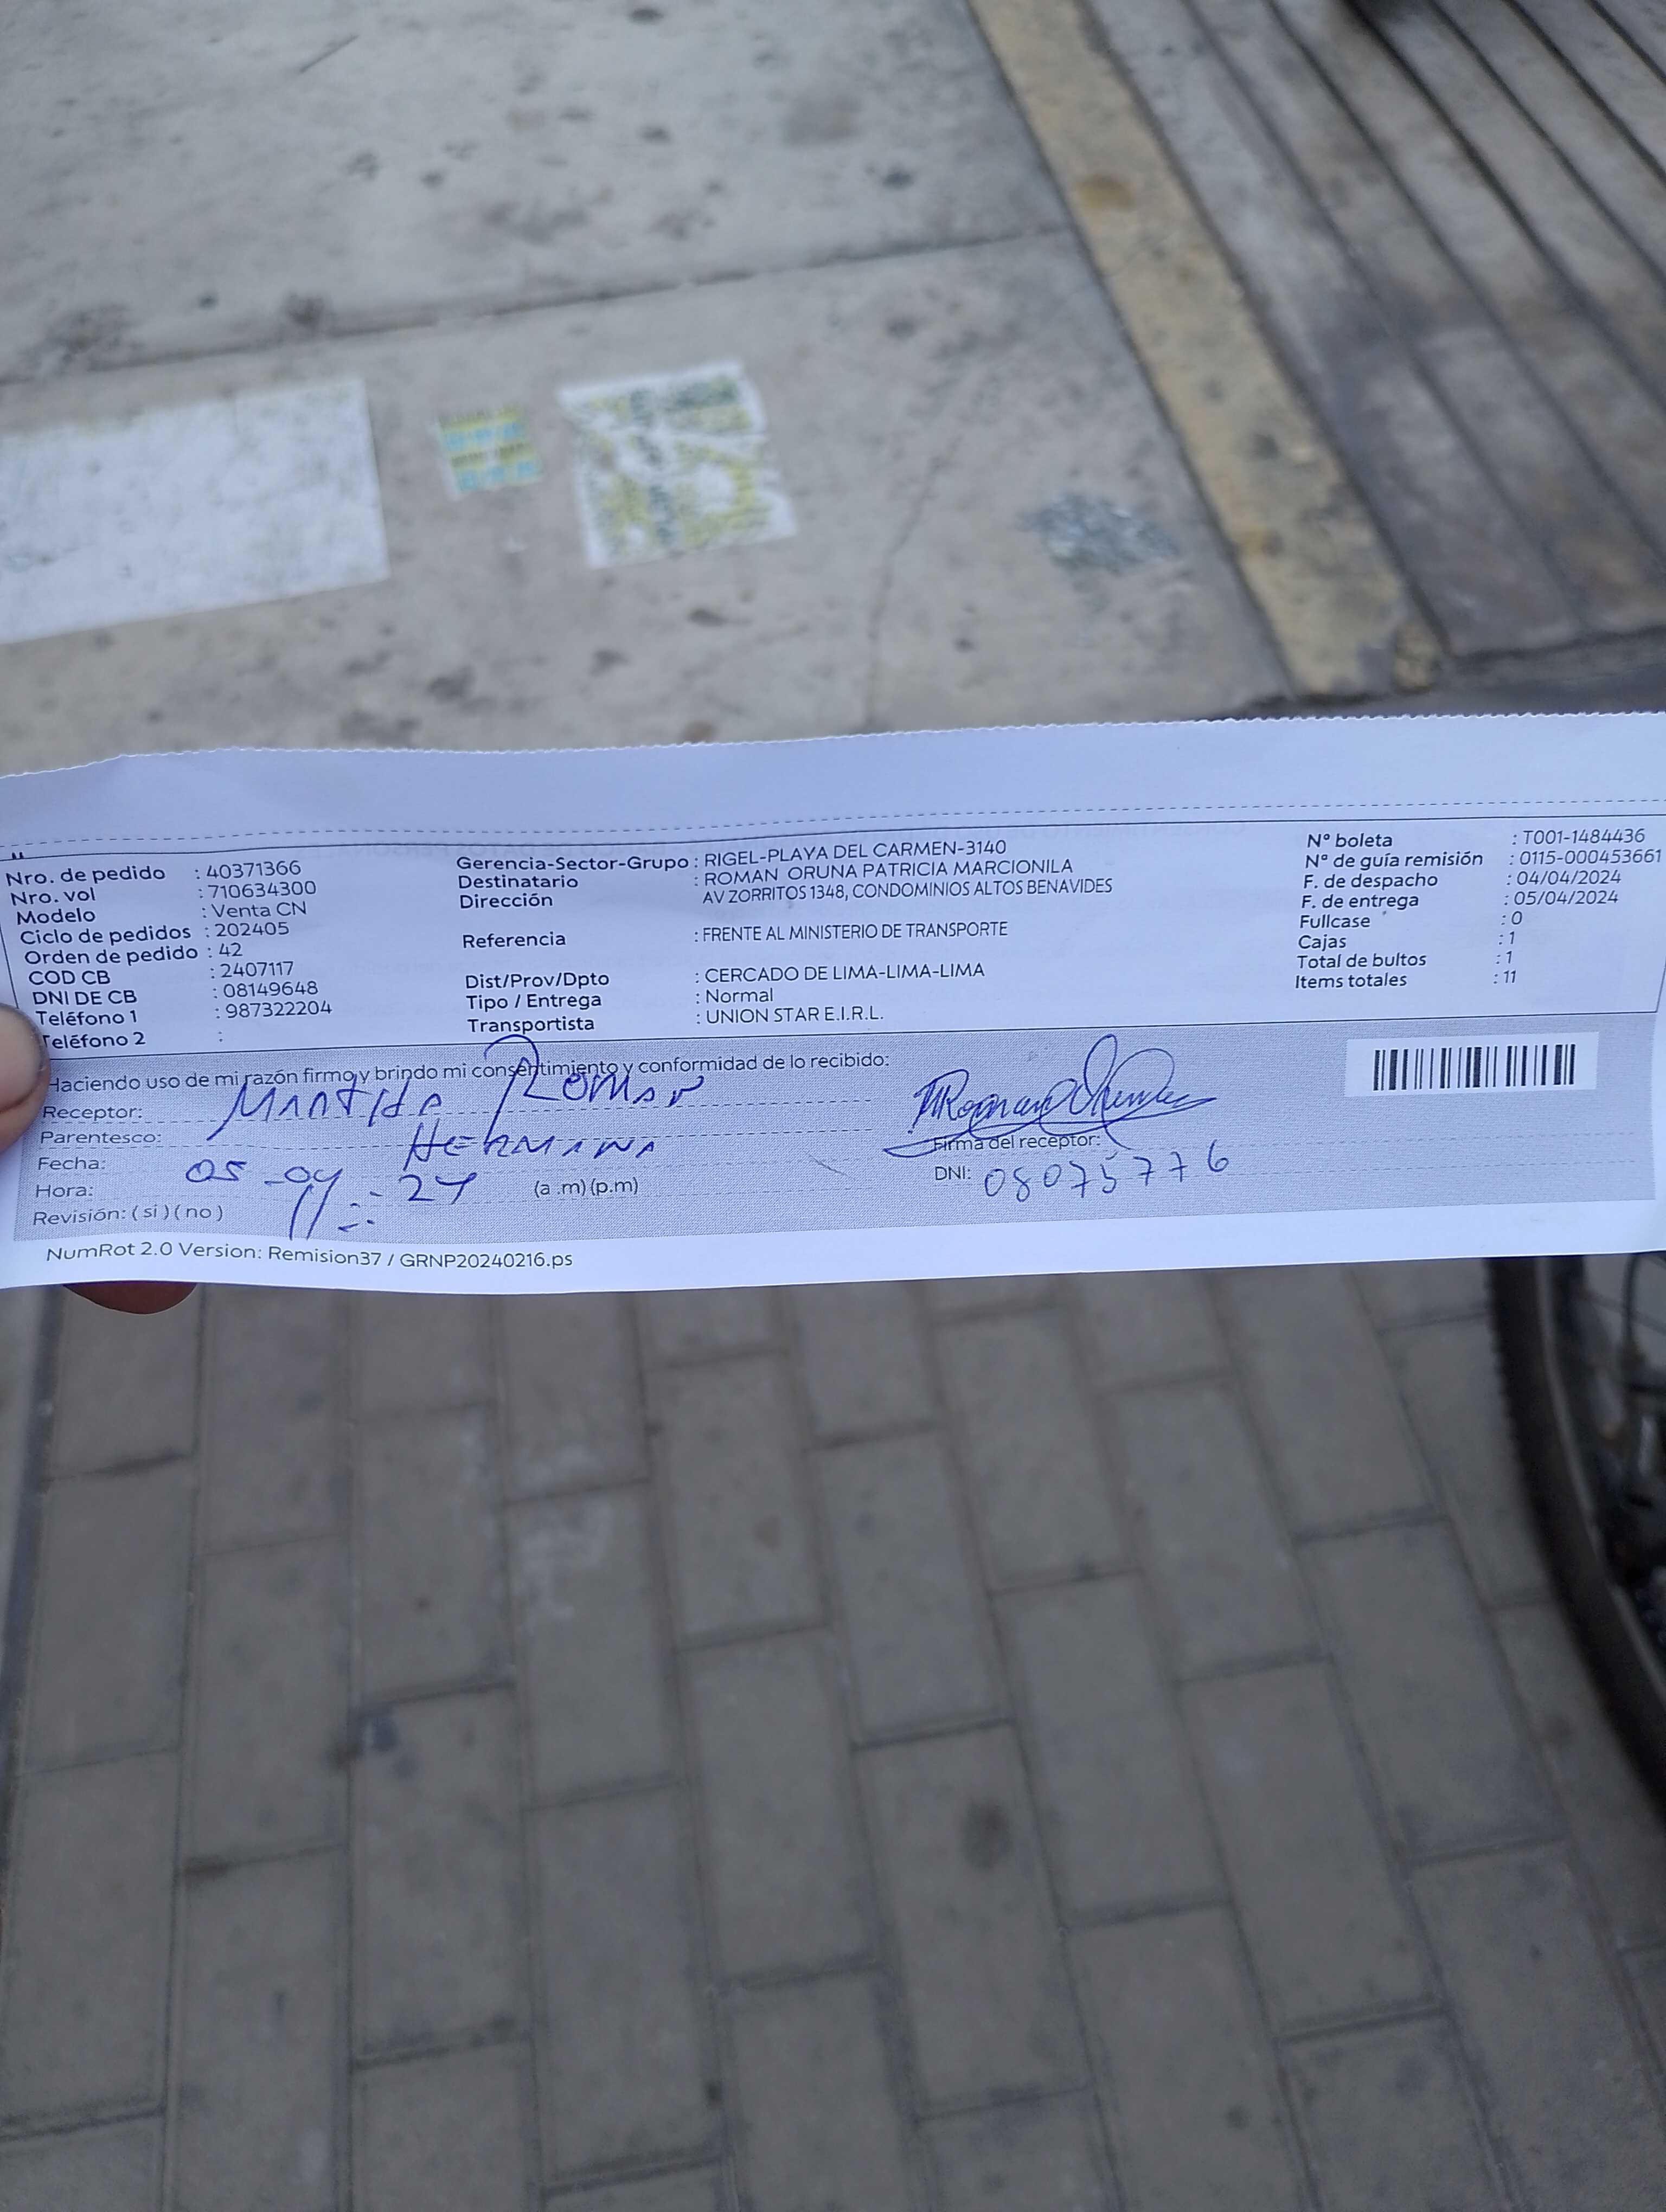 Nro. de pedido : 40371366
Nro. vol : 710634300
Modelo : Venta CN
Ciclo de pedidos : 202405
Orden de pedido : 42
COD CB : 2407117
DNI DE CB : 08149648
Teléfono 1 : 987322204
Teléfono 2 :
Gerencia-Sector-Grupo : RIGEL-PLAYA DEL CARMEN-3140
Destinatario : ROMAN ORUNA PATRICIA MARCIONILA
Dirección AV ZORRITOS 1348, CONDOMINIOS ALTOS BENAVIDES
Referencia : FRENTE AL MINISTERIO DE TRANSPORTE
Dist/Prov/Dpto : CERCADO DE LIMA-LIMA-LIMA
Tipo / Entrega : Normal
Transportista : UNION STAR E.I.R.L.
Nº boleta : T001-1484436
Nº de guía remisión : 0115-000453661
F. de despacho : 04/04/2024
F. de entrega : 05/04/2024
Fullcase : 0
Cajas : 1
Total de bultos : 1
Items totales : 11
Haciendo uso de mi razón firmo y brindo mi consentimiento y conformidad de lo recibido:
Receptor: Roman
Parentesco: HERMANA
Fecha: 05-04-24
Hora: 11 (a .m) (p.m)
Revisión: ( si ) ( no )
Firma del receptor:
DNI: 08075776
NumRot 2.0 Version: Remision37 / GRNP20240216.ps